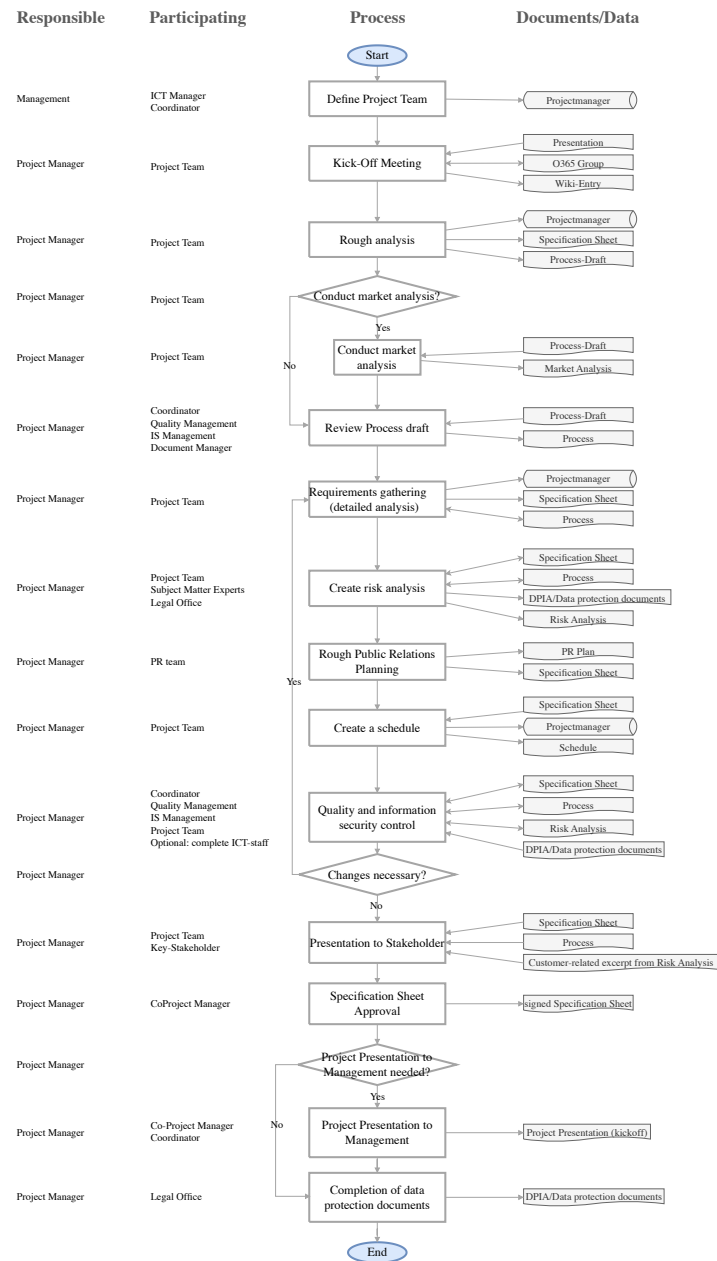 Responsible Participating Process Documents/Data
Start
Management
ICT Manager
Coordinator
Define Project Team
Projectmanager
Project Manager
Project Team
Kick-Off Meeting
Presentation
O365 Group
Wiki-Entry
Project Manager
Project Team
Rough analysis
Projectmanager
Specification Sheet
Process-Draft
Project Manager
Project Team
Conduct market analysis?
Yes
No
Project Manager
Project Team
Conduct market
analysis
Process-Draft
Market Analysis
Project Manager
Coordinator
Quality Management
IS Management
Document Manager
Review Process draft
Process-Draft
Process
Project Manager
Project Team
Requirements gathering
(detailed analysis)
Projectmanager
Specification Sheet
Process
Project Manager
Project Team
Subject Matter Experts
Legal Office
Create risk analysis
Specification Sheet
Process
DPIA/Data protection documents
Risk Analysis
Project Manager
PR team
Rough Public Relations
Planning
PR Plan
Specification Sheet
Yes
Project Manager
Project Team
Create a schedule
Specification Sheet
Projectmanager
Schedule
Project Manager
Coordinator
Quality Management
IS Management
Project Team
Optional: complete ICT-staff
Quality and information
security control
Specification Sheet
Process
Risk Analysis
DPIA/Data protection documents
Project Manager
Changes necessary?
No
Project Manager
Project Team
Key-Stakeholder
Presentation to Stakeholder
Specification Sheet
Process
Customer-related excerpt from Risk Analysis
Project Manager
CoProject Manager
Specification Sheet
Approval
signed Specification Sheet
Project Manager
Project Presentation to
Management needed?
Yes
No
Project Manager
Co-Project Manager
Coordinator
Project Presentation to
Management
Project Presentation (kickoff)
Project Manager
Legal Office
Completion of data
protection documents
DPIA/Data protection documents
End